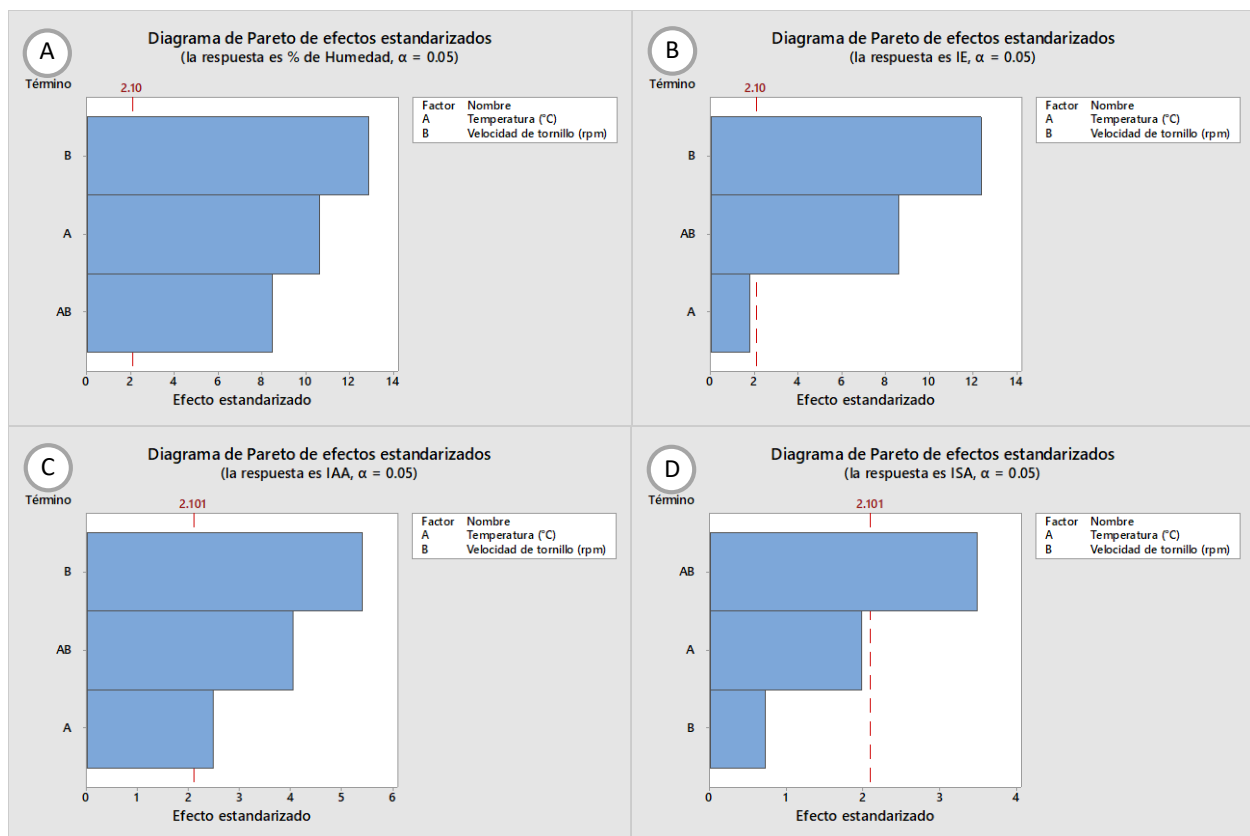 A
Diagrama de Pareto de efectos estandarizados
(la respuesta es % de Humedad, α = 0.05)
Término
2.10
Factor Nombre
A Temperatura (°C)
B Velocidad de tornillo (rpm)
B
A
AB
0 2 4 6 8 10 12 14
Efecto estandarizado
B
Diagrama de Pareto de efectos estandarizados
(la respuesta es IE, α = 0.05)
Término
2.10
Factor Nombre
A Temperatura (°C)
B Velocidad de tornillo (rpm)
B
AB
A
0 2 4 6 8 10 12 14
Efecto estandarizado
C
Diagrama de Pareto de efectos estandarizados
(la respuesta es IAA, α = 0.05)
Término
2.101
Factor Nombre
A Temperatura (°C)
B Velocidad de tornillo (rpm)
B
AB
A
0 1 2 3 4 5 6
Efecto estandarizado
D
Diagrama de Pareto de efectos estandarizados
(la respuesta es ISA, α = 0.05)
Término
2.101
Factor Nombre
A Temperatura (°C)
B Velocidad de tornillo (rpm)
AB
A
B
0 1 2 3 4
Efecto estandarizado